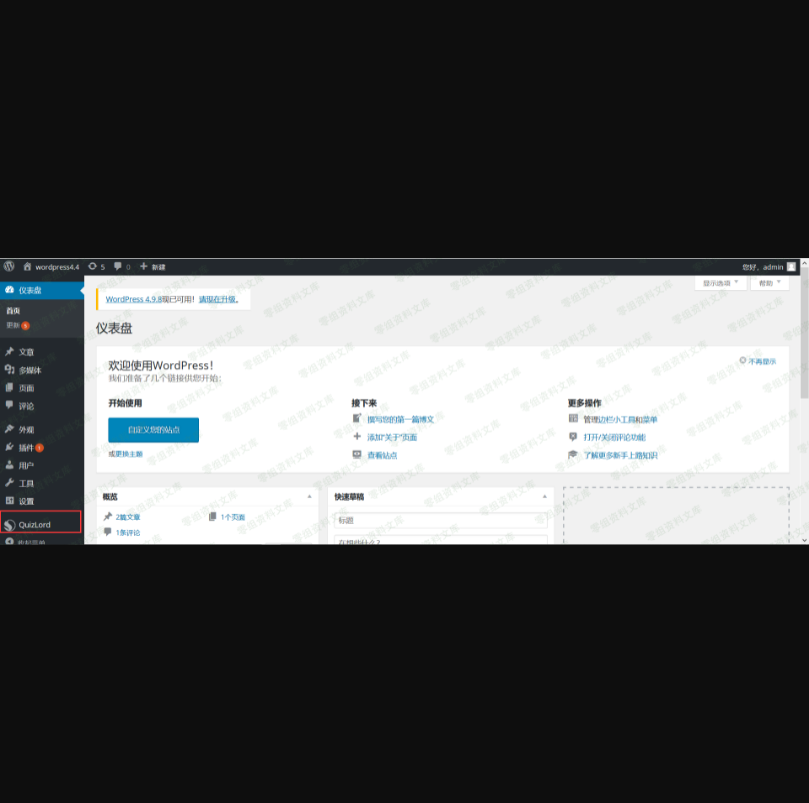 wordpress4.4 5 0 新建 您好，admin
仪表盘
首页
更新 5
文章
多媒体
页面
评论
外观
插件 1
用户
工具
设置
QuizLord
显示选项 帮助
WordPress 4.9.8现已可用！请现在升级。
仪表盘
欢迎使用WordPress！
我们准备了几个链接供您开始：
不再显示
开始使用
自定义您的站点
或更换主题
接下来
撰写您的第一篇博文
添加“关于”页面
查看站点
更多操作
管理边栏小工具和菜单
打开/关闭评论功能
了解更多新手上路知识
概览
2篇文章 1个页面
1条评论
快速草稿
标题
在想些什么？
零组资料文库